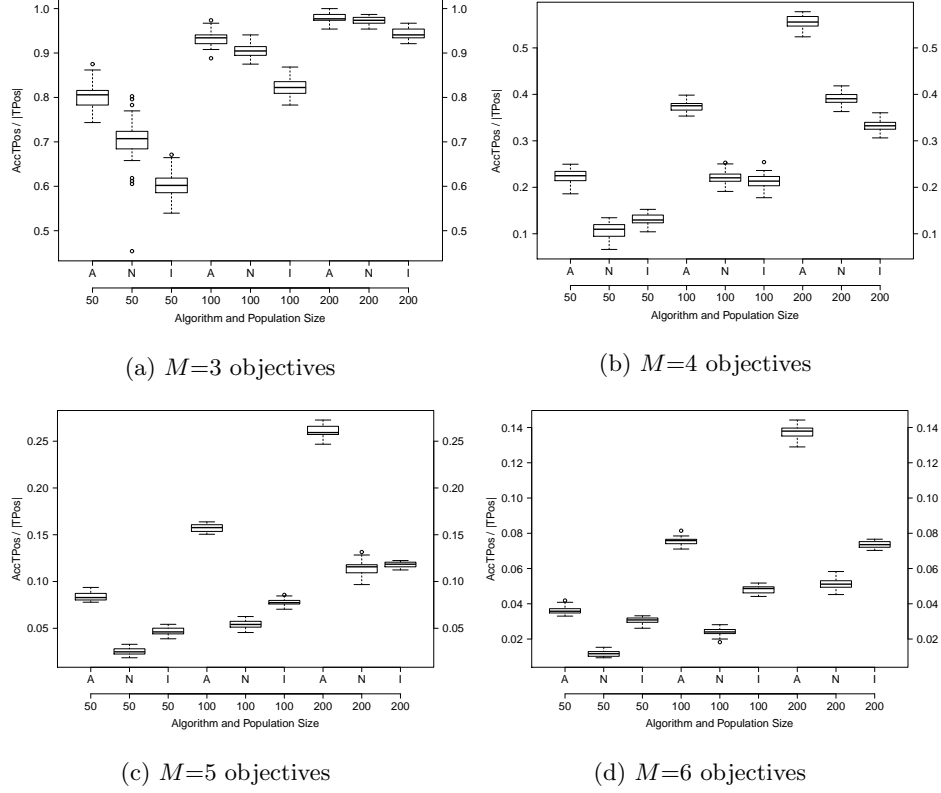 AccTPos / |TPos|
1.0
0.9
0.8
0.7
0.6
0.5
1.0
0.9
0.8
0.7
0.6
0.5
A N I A N I A N I
50 50 50 100 100 100 200 200 200
Algorithm and Population Size
(a) M=3 objectives
AccTPos / |TPos|
0.5
0.4
0.3
0.2
0.1
0.5
0.4
0.3
0.2
0.1
A N I A N I A N I
50 50 50 100 100 100 200 200 200
Algorithm and Population Size
(b) M=4 objectives
AccTPos / |TPos|
0.25
0.20
0.15
0.10
0.05
0.25
0.20
0.15
0.10
0.05
A N I A N I A N I
50 50 50 100 100 100 200 200 200
Algorithm and Population Size
(c) M=5 objectives
AccTPos / |TPos|
0.14
0.12
0.10
0.08
0.06
0.04
0.02
0.14
0.12
0.10
0.08
0.06
0.04
0.02
A N I A N I A N I
50 50 50 100 100 100 200 200 200
Algorithm and Population Size
(d) M=6 objectives